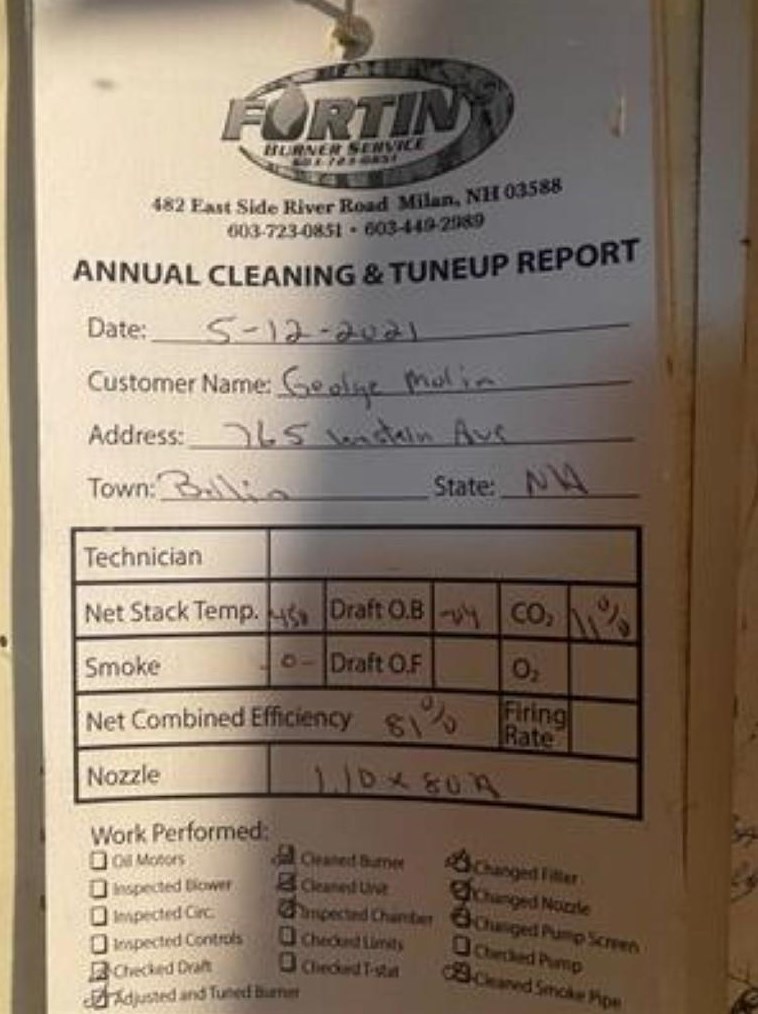 FORTIN
BURNER SERVICE
603-723-0851
482 East Side River Road Milan, NH 03588
603-723-0851 • 603-449-2989
ANNUAL CLEANING & TUNEUP REPORT
Date: 5-12-2021
Customer Name: George Molin
Address: 765 Ave
Town: Berlin State: NH
Technician
Net Stack Temp. 450 Draft O.B -04 CO₂ 11%
Smoke -0- Draft O.F O₂
Net Combined Efficiency 81% Firing Rate
Nozzle 1.10 x 80 A
Work Performed:
Oil Motors Cleaned Burner Changed Filter
Inspected Blower Cleaned Unit Changed Nozzle
Inspected Circ. Inspected Chamber Changed Pump Screen
Inspected Controls Checked Limits Checked Pump
Checked Draft Checked T-stat Cleaned Smoke Pipe
Adjusted and Tuned Burner